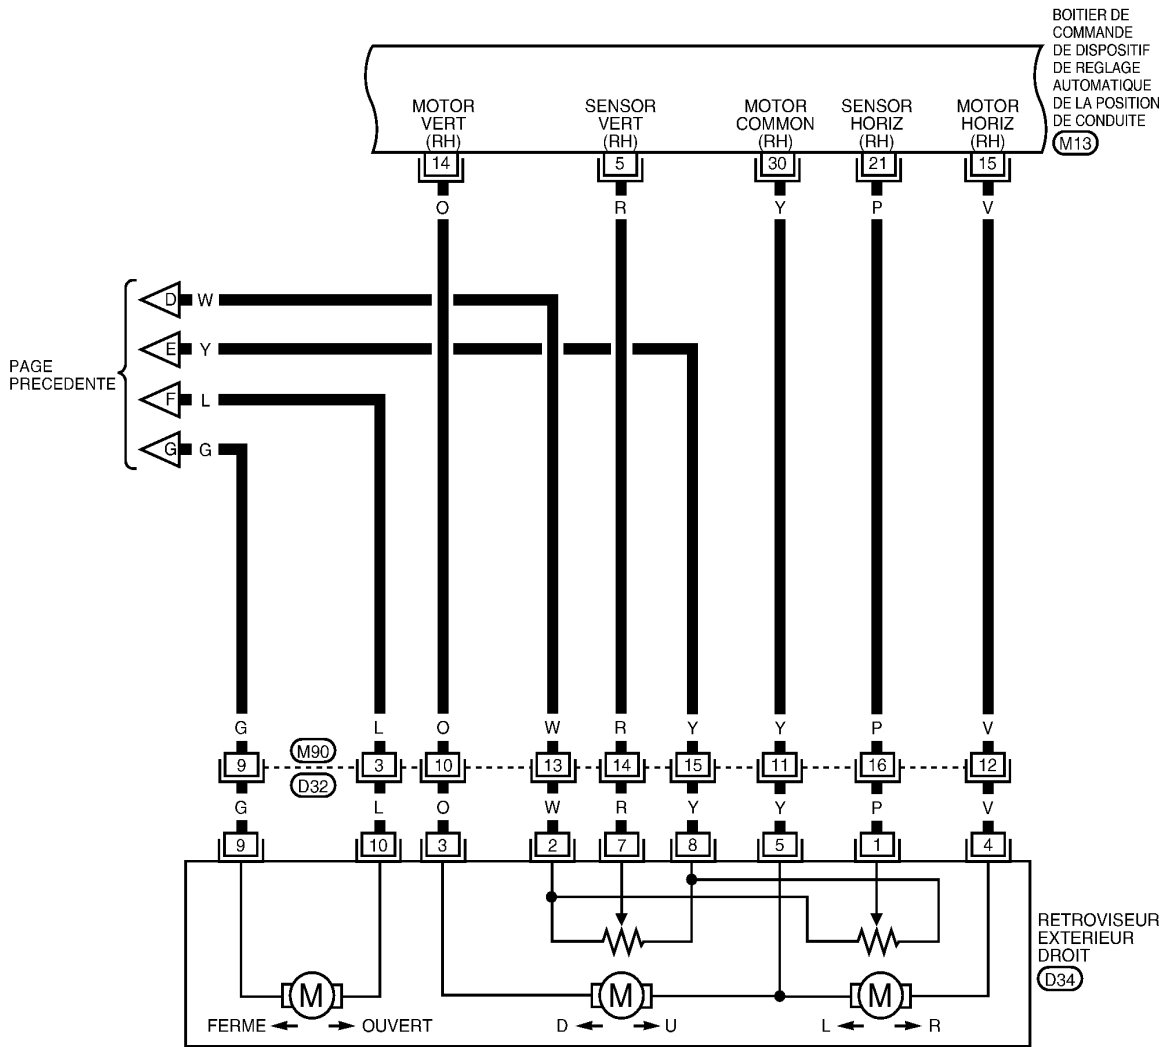 BOITIER DE
COMMANDE
DE DISPOSITIF
DE REGLAGE
AUTOMATIQUE
DE LA POSITION
DE CONDUITE
M13
MOTOR
VERT
(RH)
SENSOR
VERT
(RH)
MOTOR
COMMON
(RH)
SENSOR
HORIZ
(RH)
MOTOR
HORIZ
(RH)
14 5 30 21 15
O R Y P V
PAGE
PRECEDENTE
D W
E Y
F L
G G
G L O W R Y Y P V
M90
9 3 10 13 14 15 11 16 12
D32
G L O W R Y Y P V
9 10 3 2 7 8 5 1 4
RETROVISEUR
EXTERIEUR
DROIT
D34
M M M
FERME OUVERT D U L R